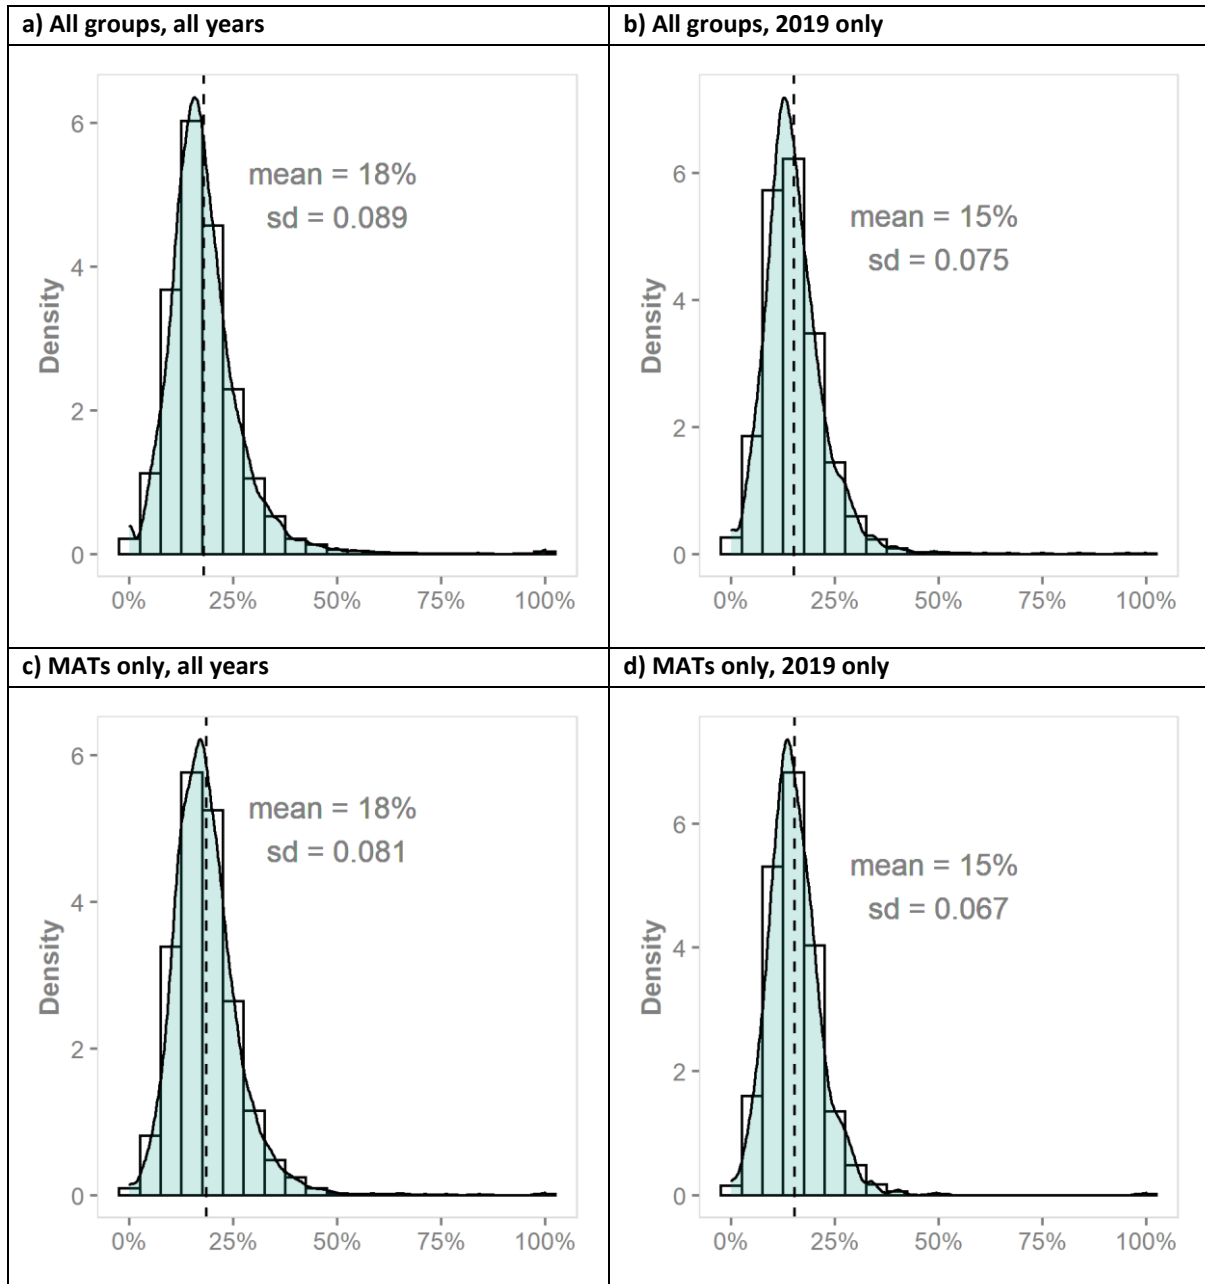 a) All groups, all years
b) All groups, 2019 only
mean = 18%
sd = 0.089
Density
6
4
2
0
0% 25% 50% 75% 100%
mean = 15%
sd = 0.075
Density
6
4
2
0
0% 25% 50% 75% 100%
c) MATs only, all years
d) MATs only, 2019 only
mean = 18%
sd = 0.081
Density
6
4
2
0
0% 25% 50% 75% 100%
mean = 15%
sd = 0.067
Density
6
4
2
0
0% 25% 50% 75% 100%